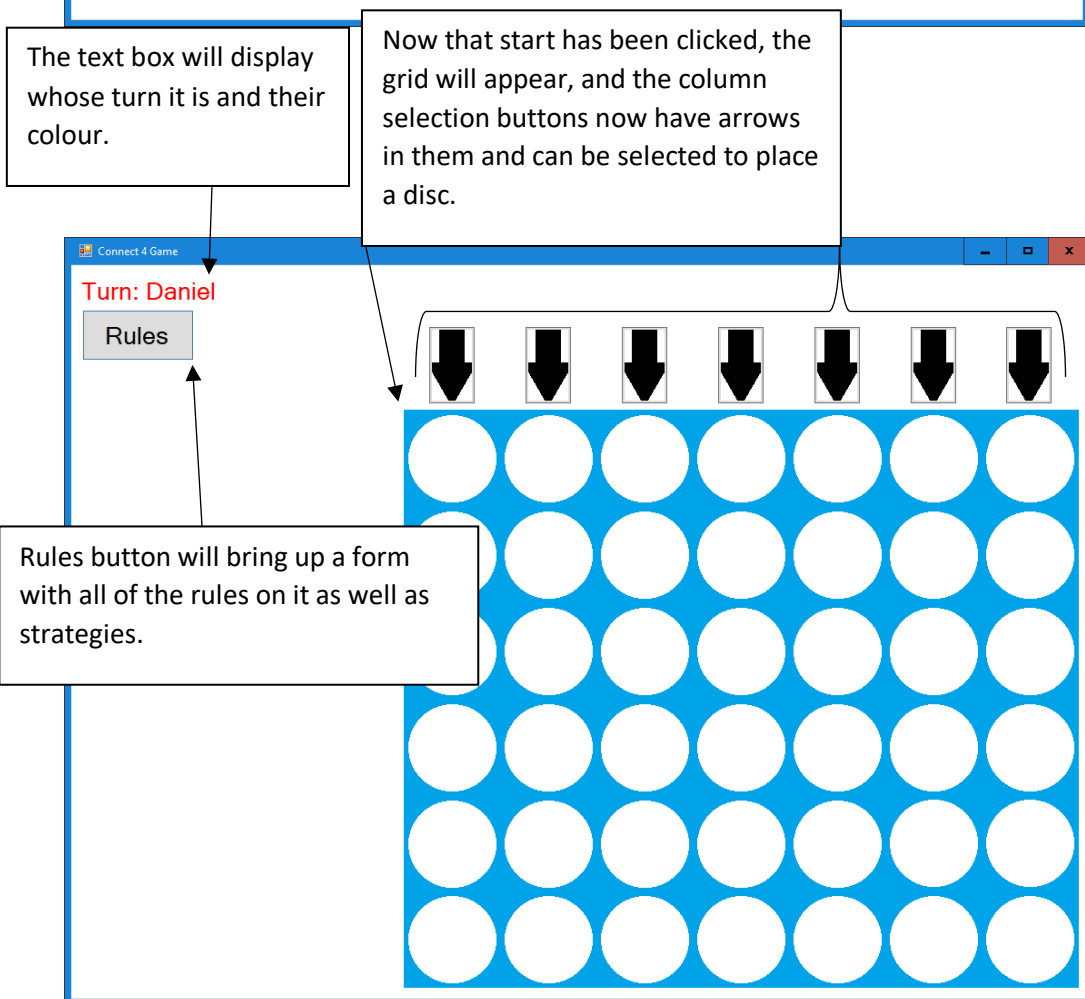 The text box will display
whose turn it is and their
colour.
Now that start has been clicked, the
grid will appear, and the column
selection buttons now have arrows
in them and can be selected to place
a disc.
Connect 4 Game
Turn: Daniel
Rules
Rules button will bring up a form
with all of the rules on it as well as
strategies.